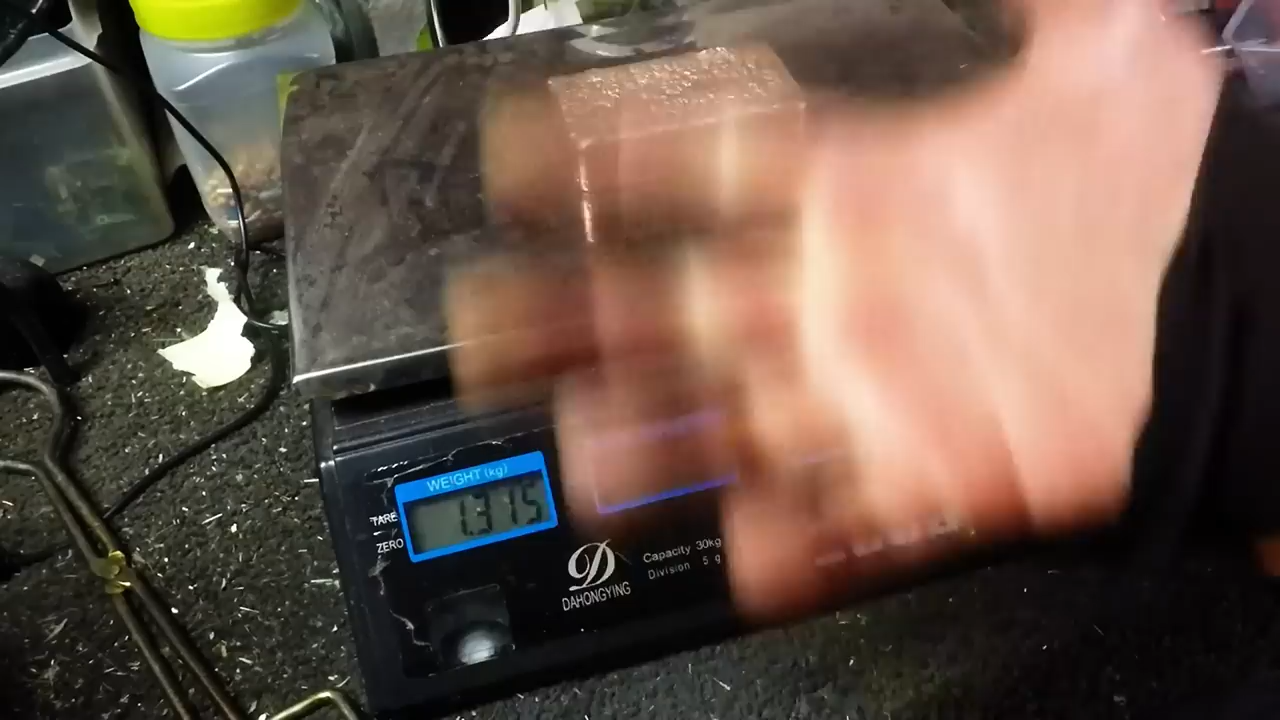 WEIGHT (kg)
1.315
TARE
ZERO
D
DAHONGYING
Capacity 30kg
Division 5 g